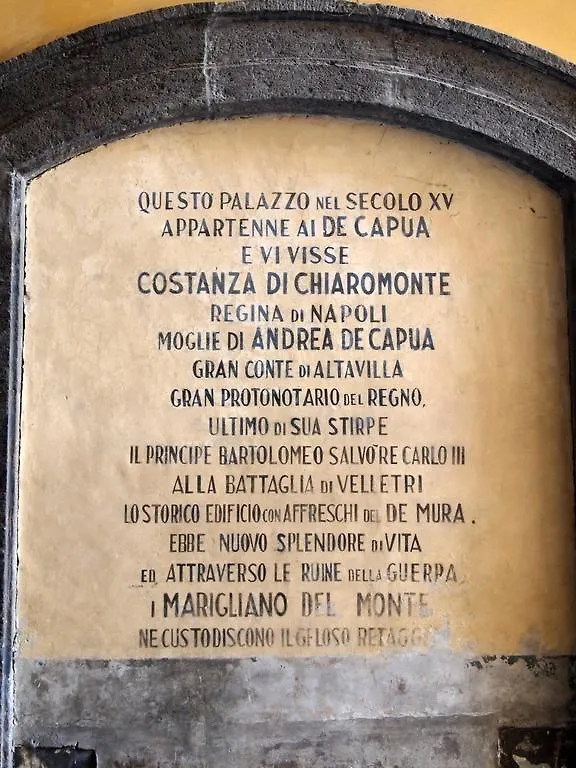 QUESTO PALAZZO NEL SECOLO XV
APPARTENNE AI DE CAPUA
E VI VISSE
COSTANZA DI CHIAROMONTE
REGINA DI NAPOLI
MOGLIE DI ANDREA DE CAPUA
GRAN CONTE DI ALTAVILLA
GRAN PROTONOTARIO DEL REGNO,
ULTIMO DI SUA STIRPE
IL PRINCIPE BARTOLOMEO SALVO' RE CARLO III
ALLA BATTAGLIA DI VELLETRI
LO STORICO EDIFICIO CON AFFRESCHI DEL DE MURA.
EBBE NUOVO SPLENDORE DI VITA
ED ATTRAVERSO LE RUINE DELLA GUERRA
I MARIGLIANO DEL MONTE
NE CUSTODISCONO IL GELOSO RETAGGIO